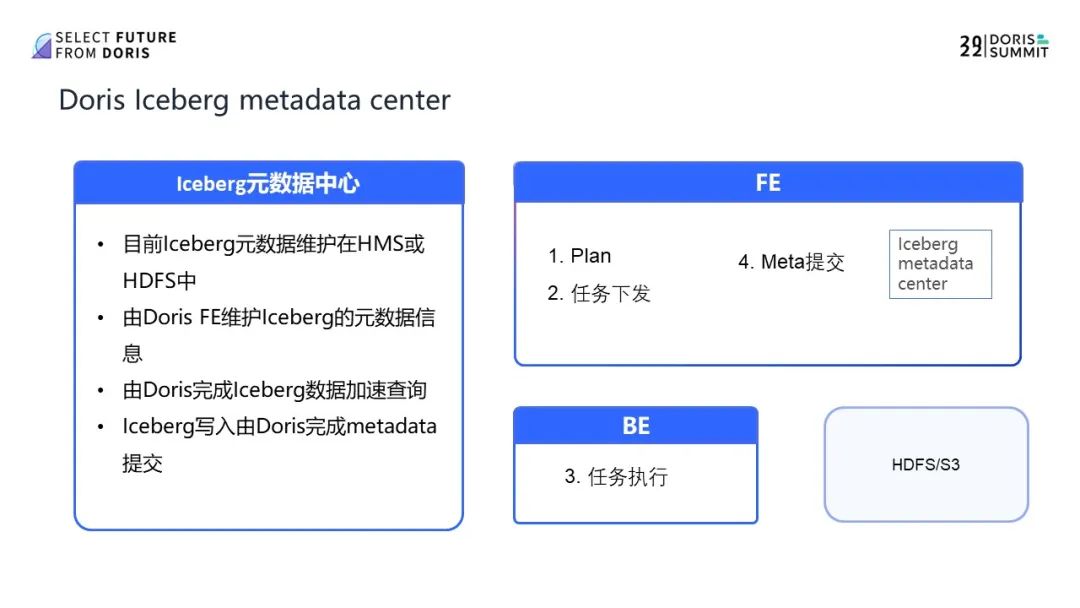 SELECT FUTURE
FROM DORIS
22 DORIS
SUMMIT
Doris Iceberg metadata center
Iceberg元数据中心
• 目前Iceberg元数据维护在HMS或
HDFS中
• 由Doris FE维护Iceberg的元数据信
息
• 由Doris完成Iceberg数据加速查询
• Iceberg写入由Doris完成metadata
提交
FE
1. Plan
2. 任务下发
4. Meta提交
Iceberg
metadata
center
BE
3. 任务执行
HDFS/S3